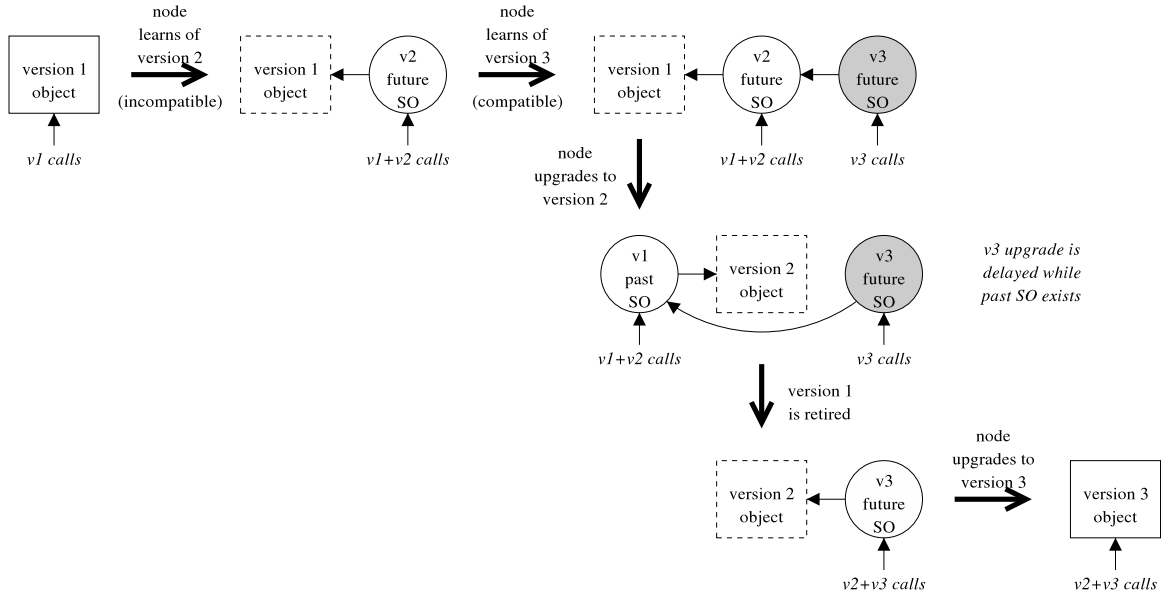 node
learns of
version 2
(incompatible)
node
learns of
version 3
(compatible)
version 1
object
v1 calls
version 1
object
v2
future
SO
v1+v2 calls
version 1
object
v2
future
SO
v1+v2 calls
v3
future
SO
v3 calls
node
upgrades to
version 2
v1
past
SO
v1+v2 calls
version 2
object
v3
future
SO
v3 calls
v3 upgrade is
delayed while
past SO exists
version 1
is retired
version 2
object
v3
future
SO
v2+v3 calls
node
upgrades to
version 3
version 3
object
v2+v3 calls